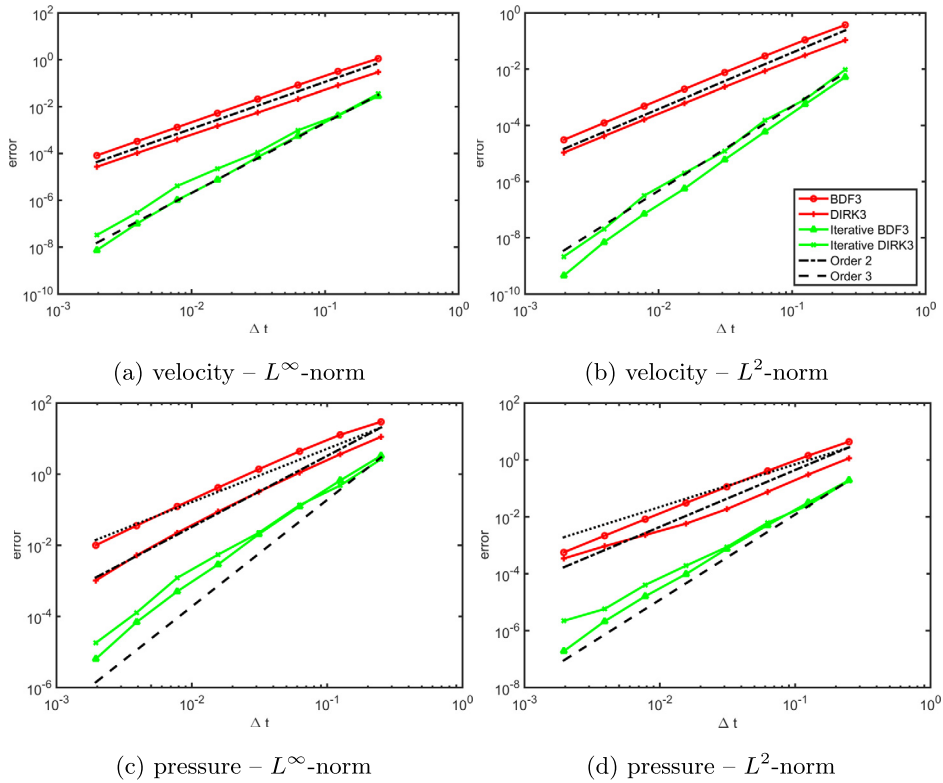 10^0
10^2
10^0
10^-2
10^-2
10^-4
error
error
10^-4
10^-6
10^-6
BDF3
DIRK3
Iterative BDF3
10^-8
10^-8
Iterative DIRK3
Order 2
Order 3
10^-10
10^-10
10^-3 10^-2 10^-1 10^0
10^-3 10^-2 10^-1 10^0
Δ t
Δ t
(a) velocity – L^∞-norm
(b) velocity – L^2-norm
10^2
10^2
10^0
10^0
10^-2
error
error
10^-2
10^-4
10^-4
10^-6
10^-6
10^-8
10^-3 10^-2 10^-1 10^0
10^-3 10^-2 10^-1 10^0
Δ t
Δ t
(c) pressure – L^∞-norm
(d) pressure – L^2-norm